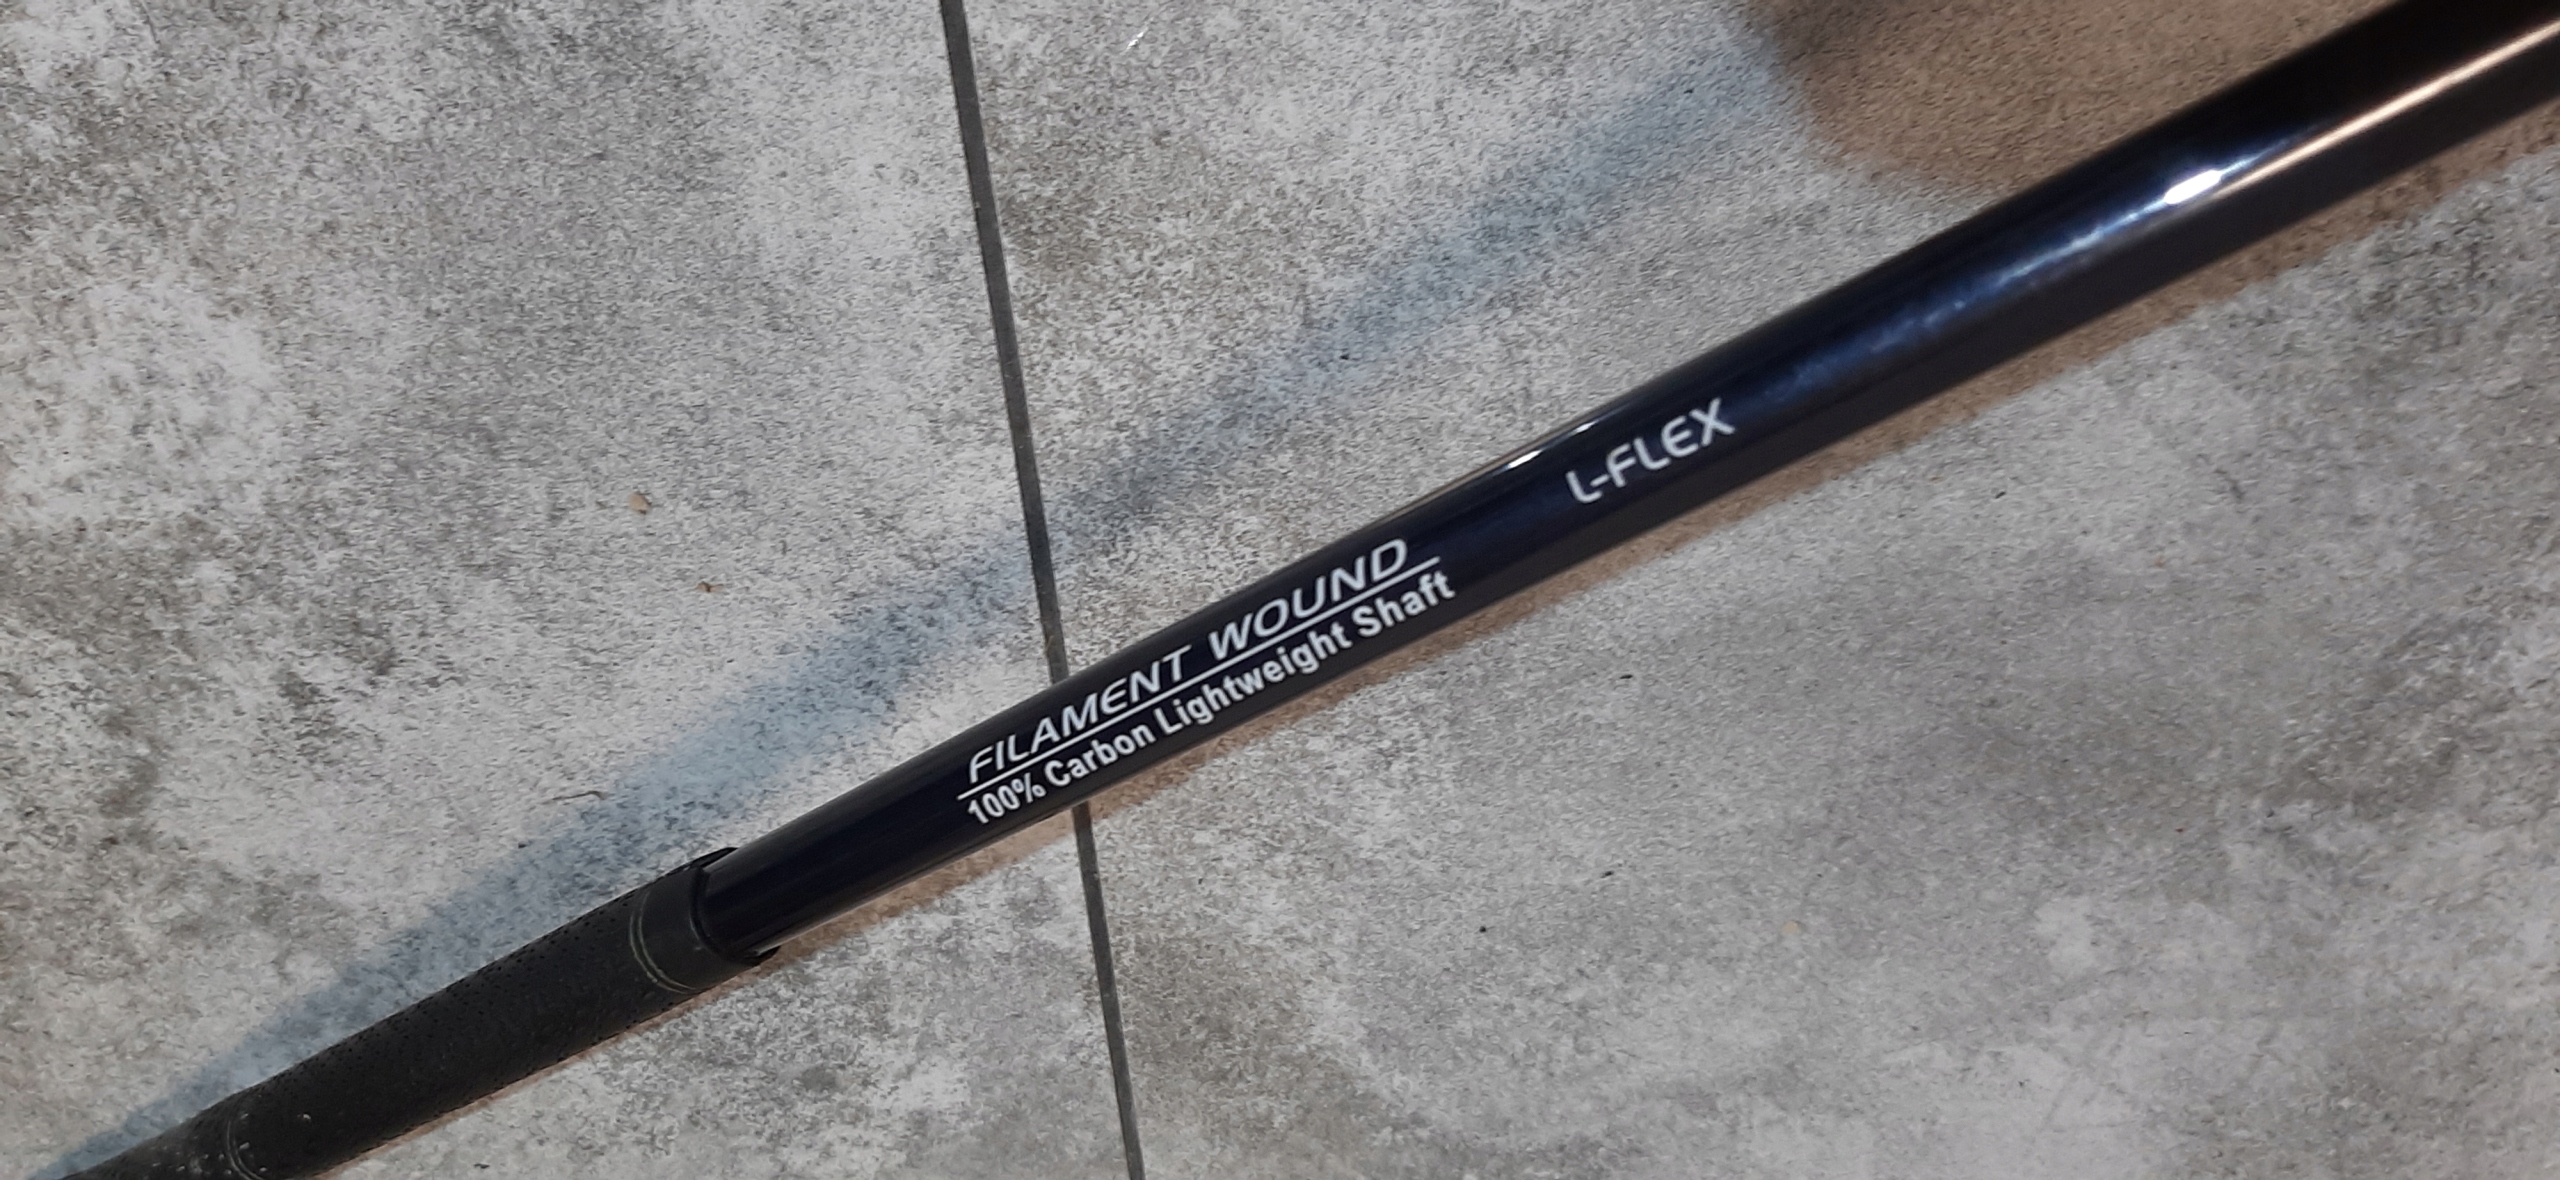 FILAMENT WOUND
100% Carbon Lightweight Shaft
L-FLEX